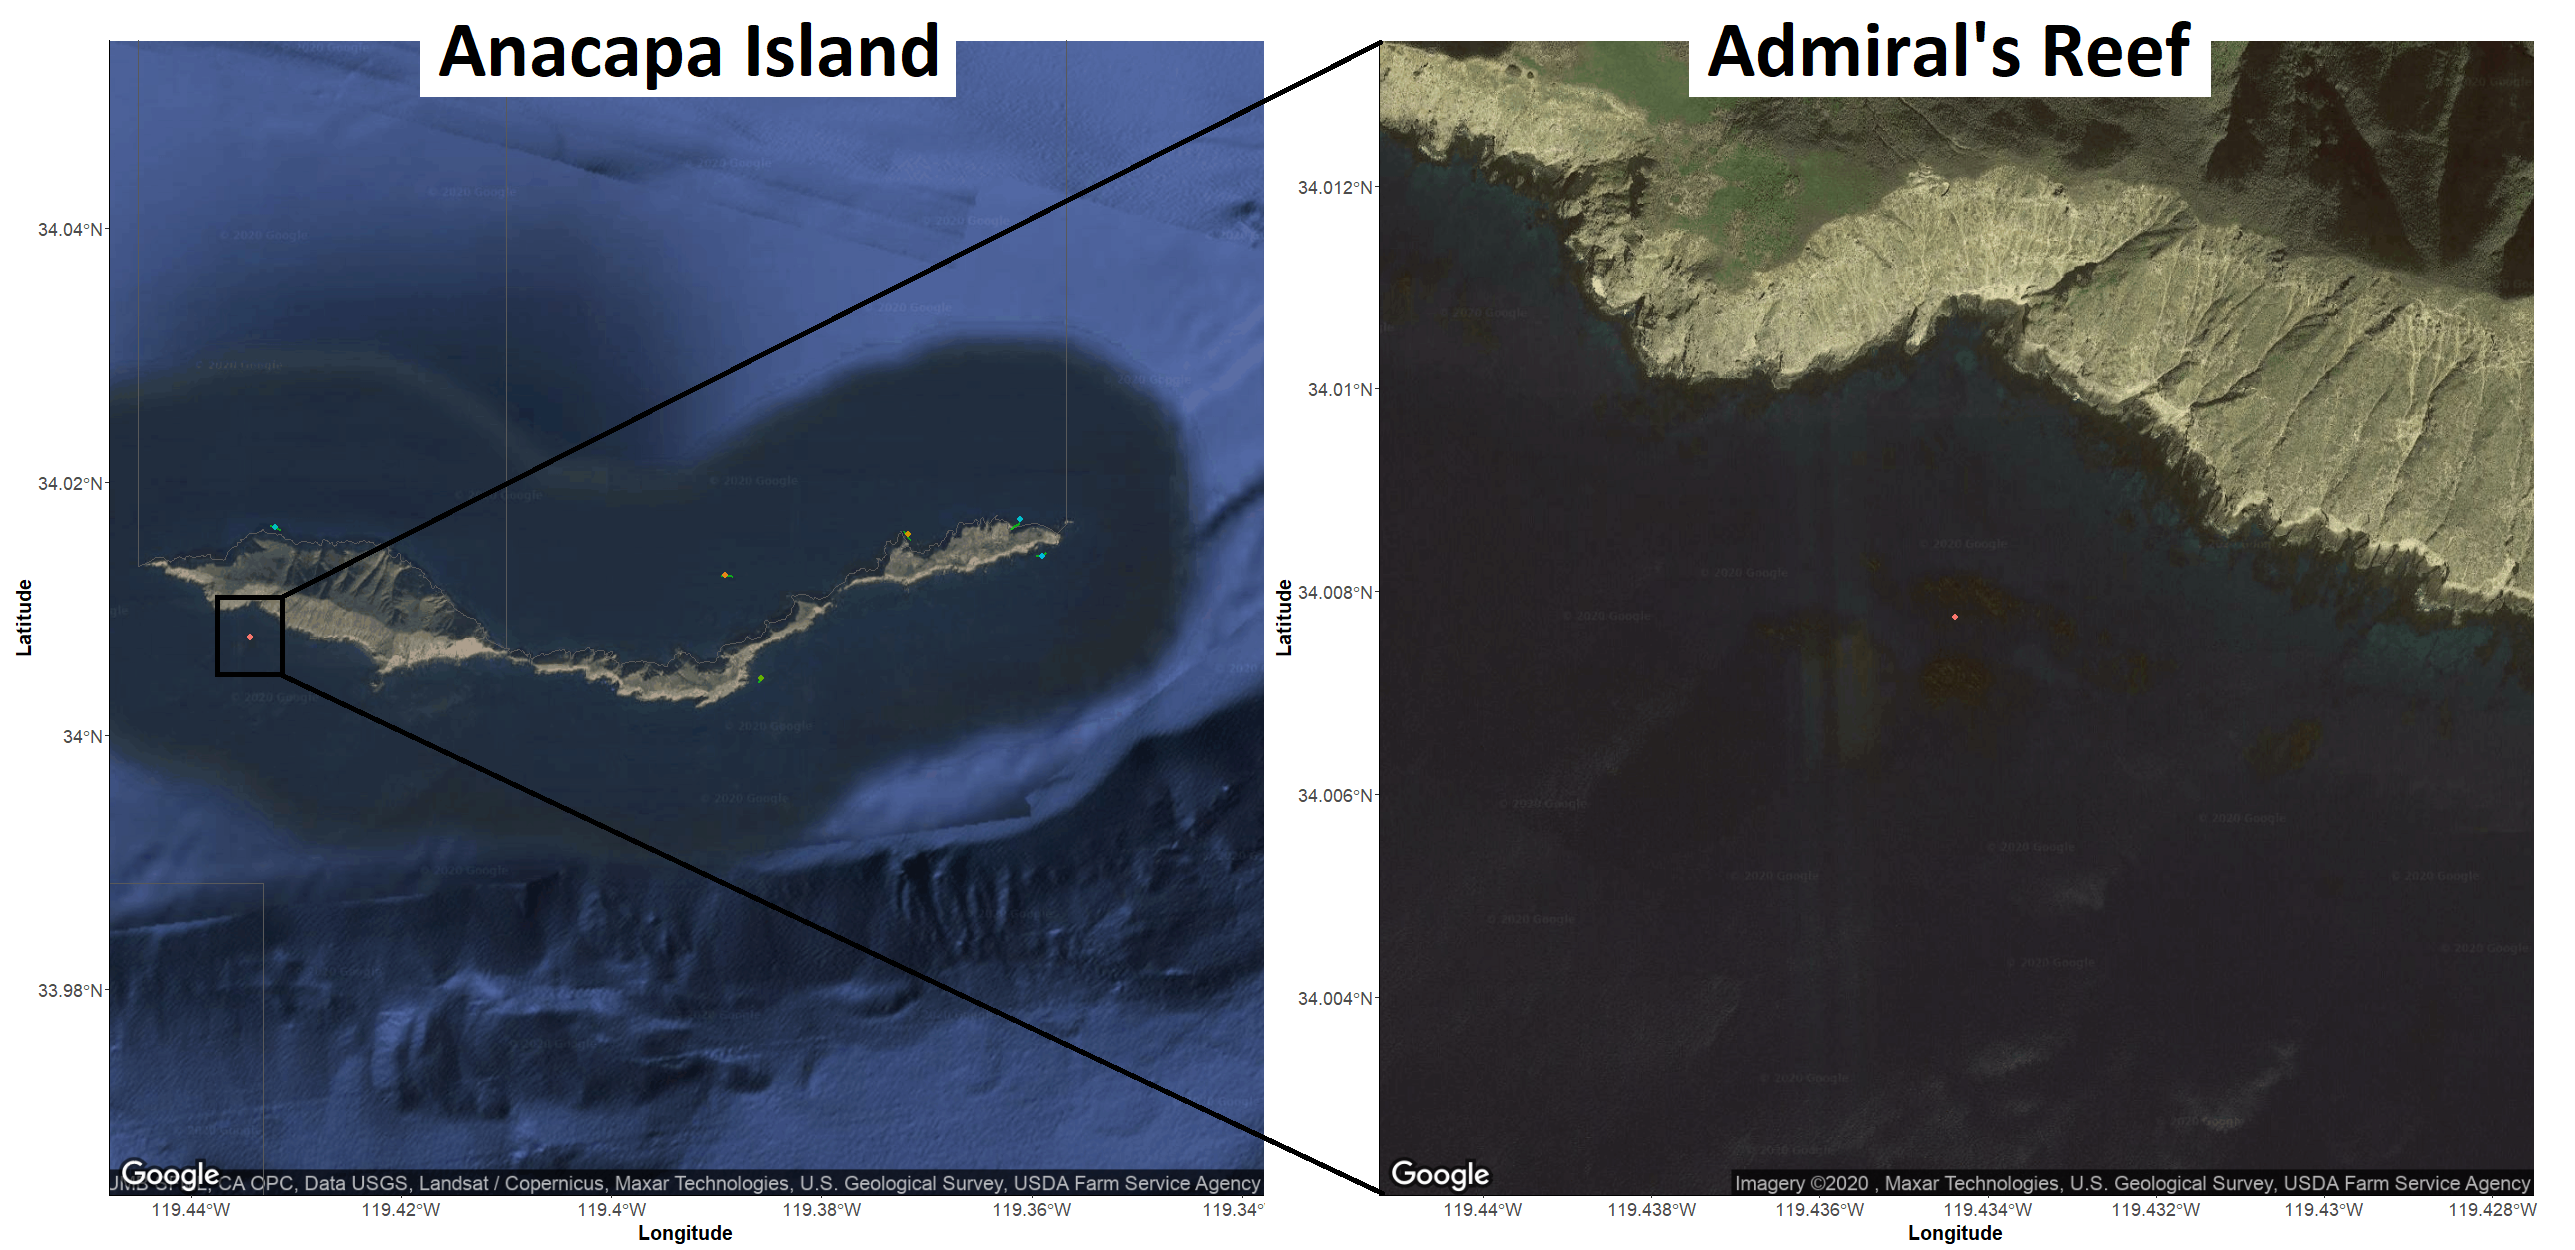 Anacapa Island
Admiral's Reef
34.04°N
34.02°N
34°N
33.98°N
Latitude
119.44°W 119.42°W 119.4°W 119.38°W 119.36°W 119.34°
Longitude
Google
CA OPC, Data USGS, Landsat / Copernicus, Maxar Technologies, U.S. Geological Survey, USDA Farm Service Agency
34.012°N
34.01°N
34.008°N
34.006°N
34.004°N
Latitude
119.44°W 119.438°W 119.436°W 119.434°W 119.432°W 119.43°W 119.428°W
Longitude
Google
Imagery ©2020 , Maxar Technologies, U.S. Geological Survey, USDA Farm Service Agency
© 2020 Google